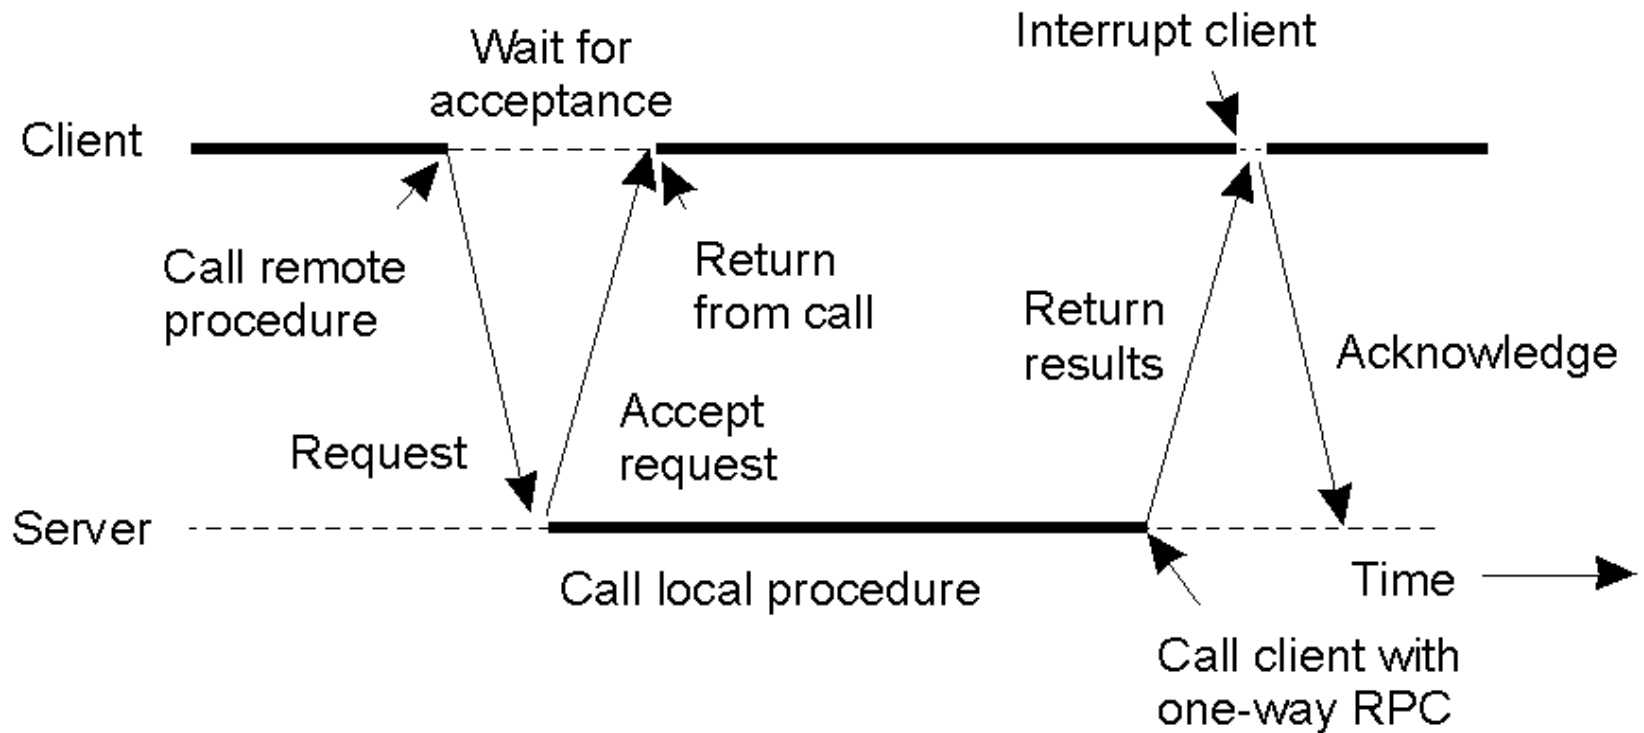 Wait for
acceptance
Interrupt client
Client
Call remote
procedure
Return
from call
Return
results
Acknowledge
Request
Accept
request
Server
Call local procedure
Time
Call client with
one-way RPC